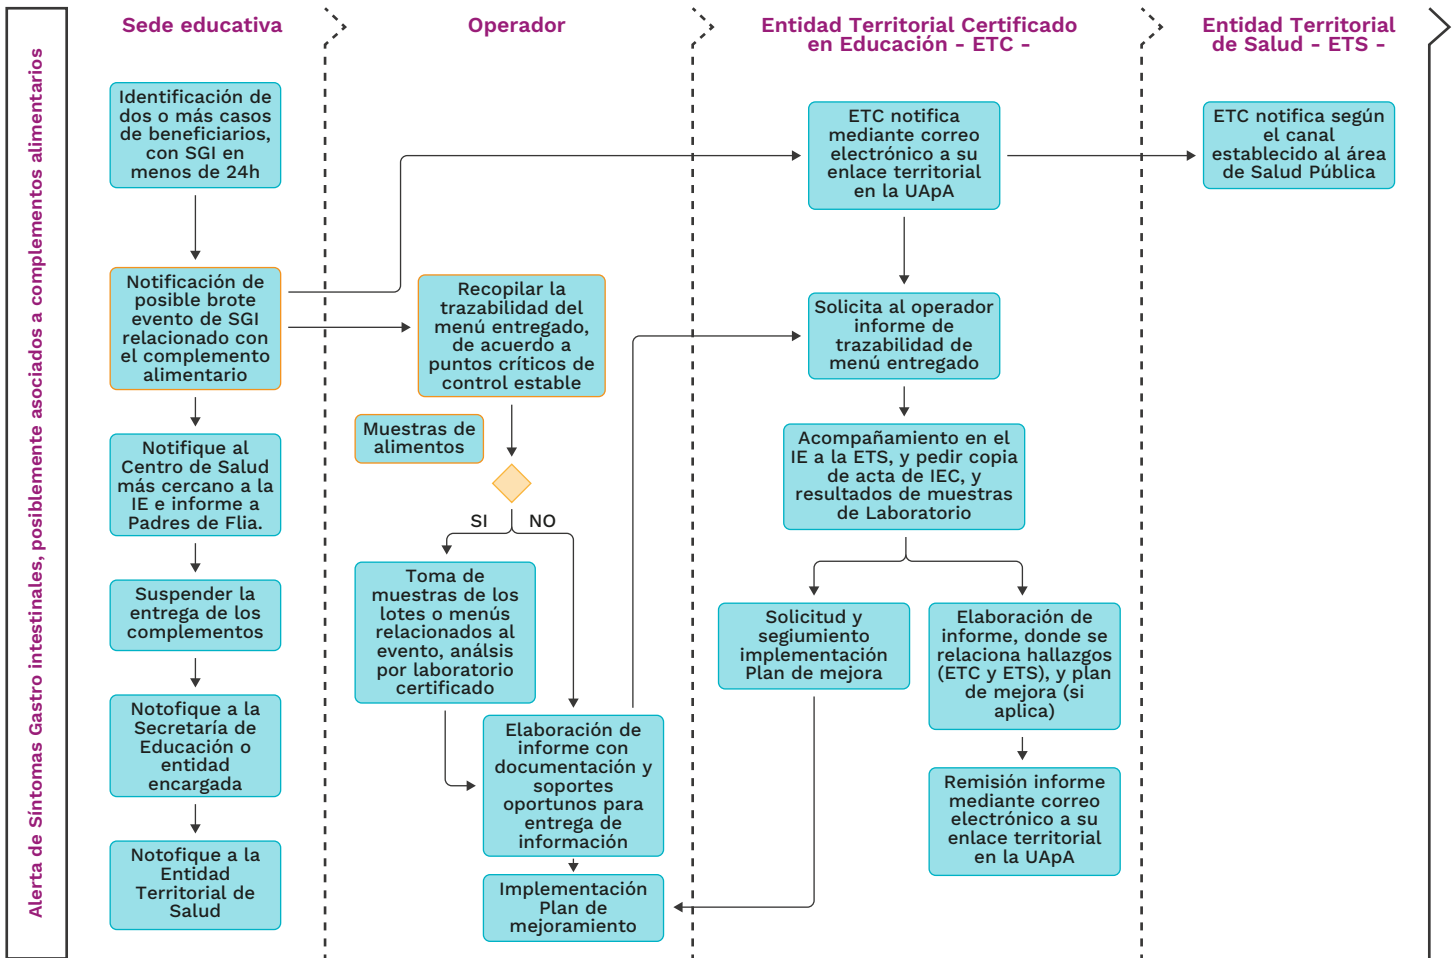 Alerta de Síntomas Gastro intestinales, posiblemente asociados a complementos alimentarios
Sede educativa
Identificación de
dos o más casos
de beneficiarios,
con SGI en
menos de 24h
Notificación de
posible brote
evento de SGI
relacionado con
el complemento
alimentario
Notifique al
Centro de Salud
más cercano a la
IE e informe a
Padres de Flia.
Suspender la
entrega de los
complementos
Notofique a la
Secretaría de
Educación o
entidad
encargada
Notofique a la
Entidad
Territorial de
Salud
Operador
Recopilar la
trazabilidad del
menú entregado,
de acuerdo a
puntos críticos de
control estable
Muestras de
alimentos
SI
NO
Toma de
muestras de los
lotes o menús
relacionados al
evento, análsis
por laboratorio
certificado
Elaboración de
informe con
documentación y
soportes
oportunos para
entrega de
información
Implementación
Plan de
mejoramiento
Entidad Territorial Certificado
en Educación - ETC -
ETC notifica
mediante correo
electrónico a su
enlace territorial
en la UApA
Solicita al operador
informe de
trazabilidad de
menú entregado
Acompañamiento en el
IE a la ETS, y pedir copia
de acta de IEC, y
resultados de muestras
de Laboratorio
Solicitud y
segiumiento
implementación
Plan de mejora
Elaboración de
informe, donde se
relaciona hallazgos
(ETC y ETS), y plan
de mejora (si
aplica)
Remisión informe
mediante correo
electrónico a su
enlace territorial
en la UApA
Entidad Territorial
de Salud - ETS -
ETC notifica según
el canal
establecido al área
de Salud Pública